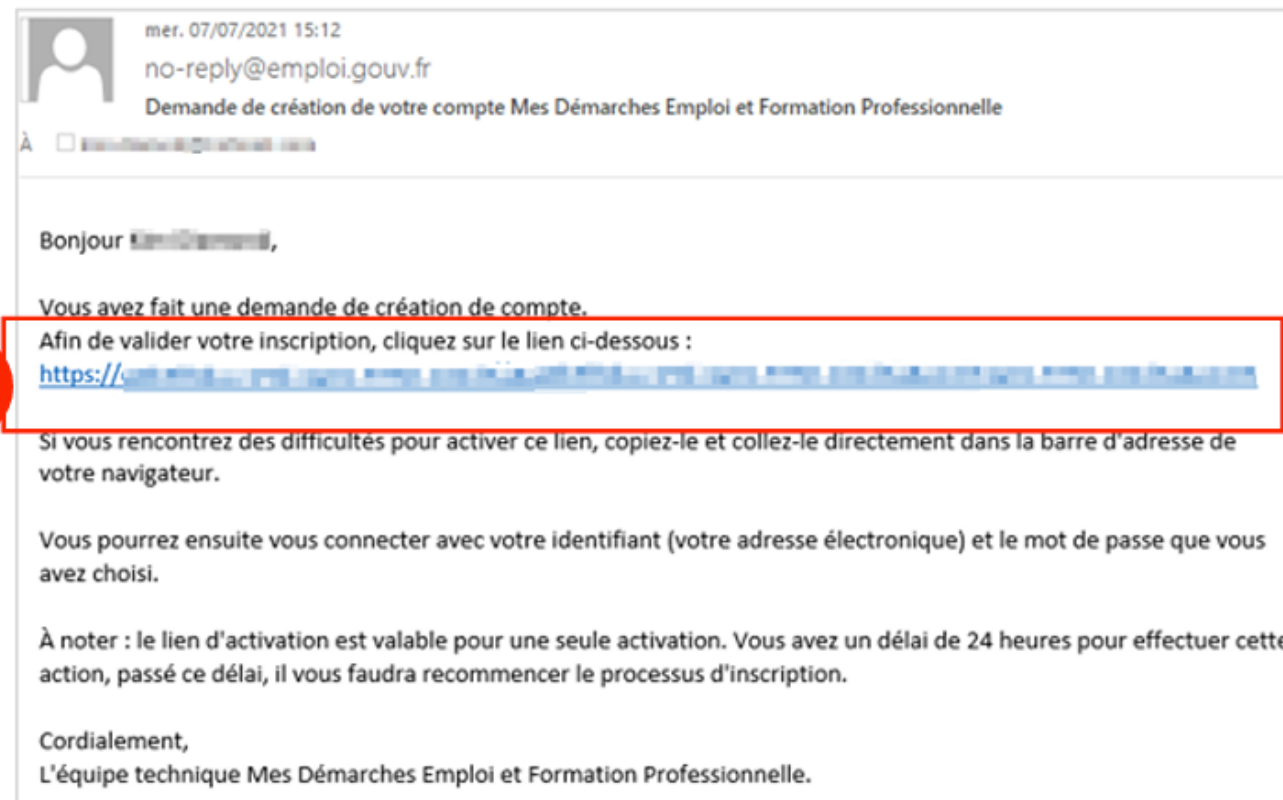 mer. 07/07/2021 15:12
no-reply@emploi.gouv.fr
Demande de création de votre compte Mes Démarches Emploi et Formation Professionnelle
À
Bonjour ,
Vous avez fait une demande de création de compte.
Afin de valider votre inscription, cliquez sur le lien ci-dessous :
https://
Si vous rencontrez des difficultés pour activer ce lien, copiez-le et collez-le directement dans la barre d'adresse de
votre navigateur.
Vous pourrez ensuite vous connecter avec votre identifiant (votre adresse électronique) et le mot de passe que vous
avez choisi.
À noter : le lien d'activation est valable pour une seule activation. Vous avez un délai de 24 heures pour effectuer cette
action, passé ce délai, il vous faudra recommencer le processus d'inscription.
Cordialement,
L'équipe technique Mes Démarches Emploi et Formation Professionnelle.